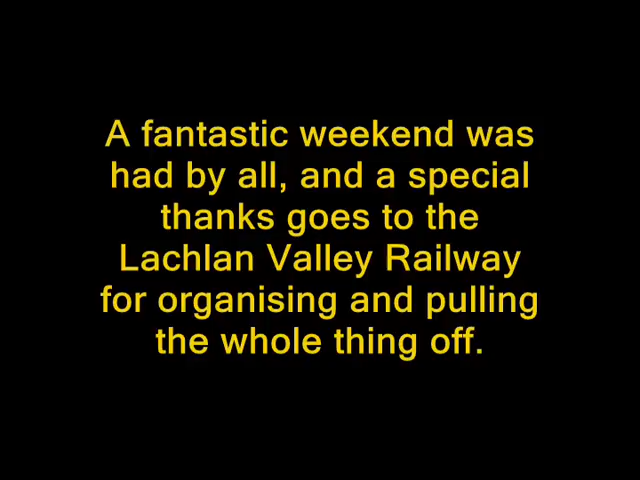 A fantastic weekend was
had by all, and a special
thanks goes to the
Lachlan Valley Railway
for organising and pulling
the whole thing off.